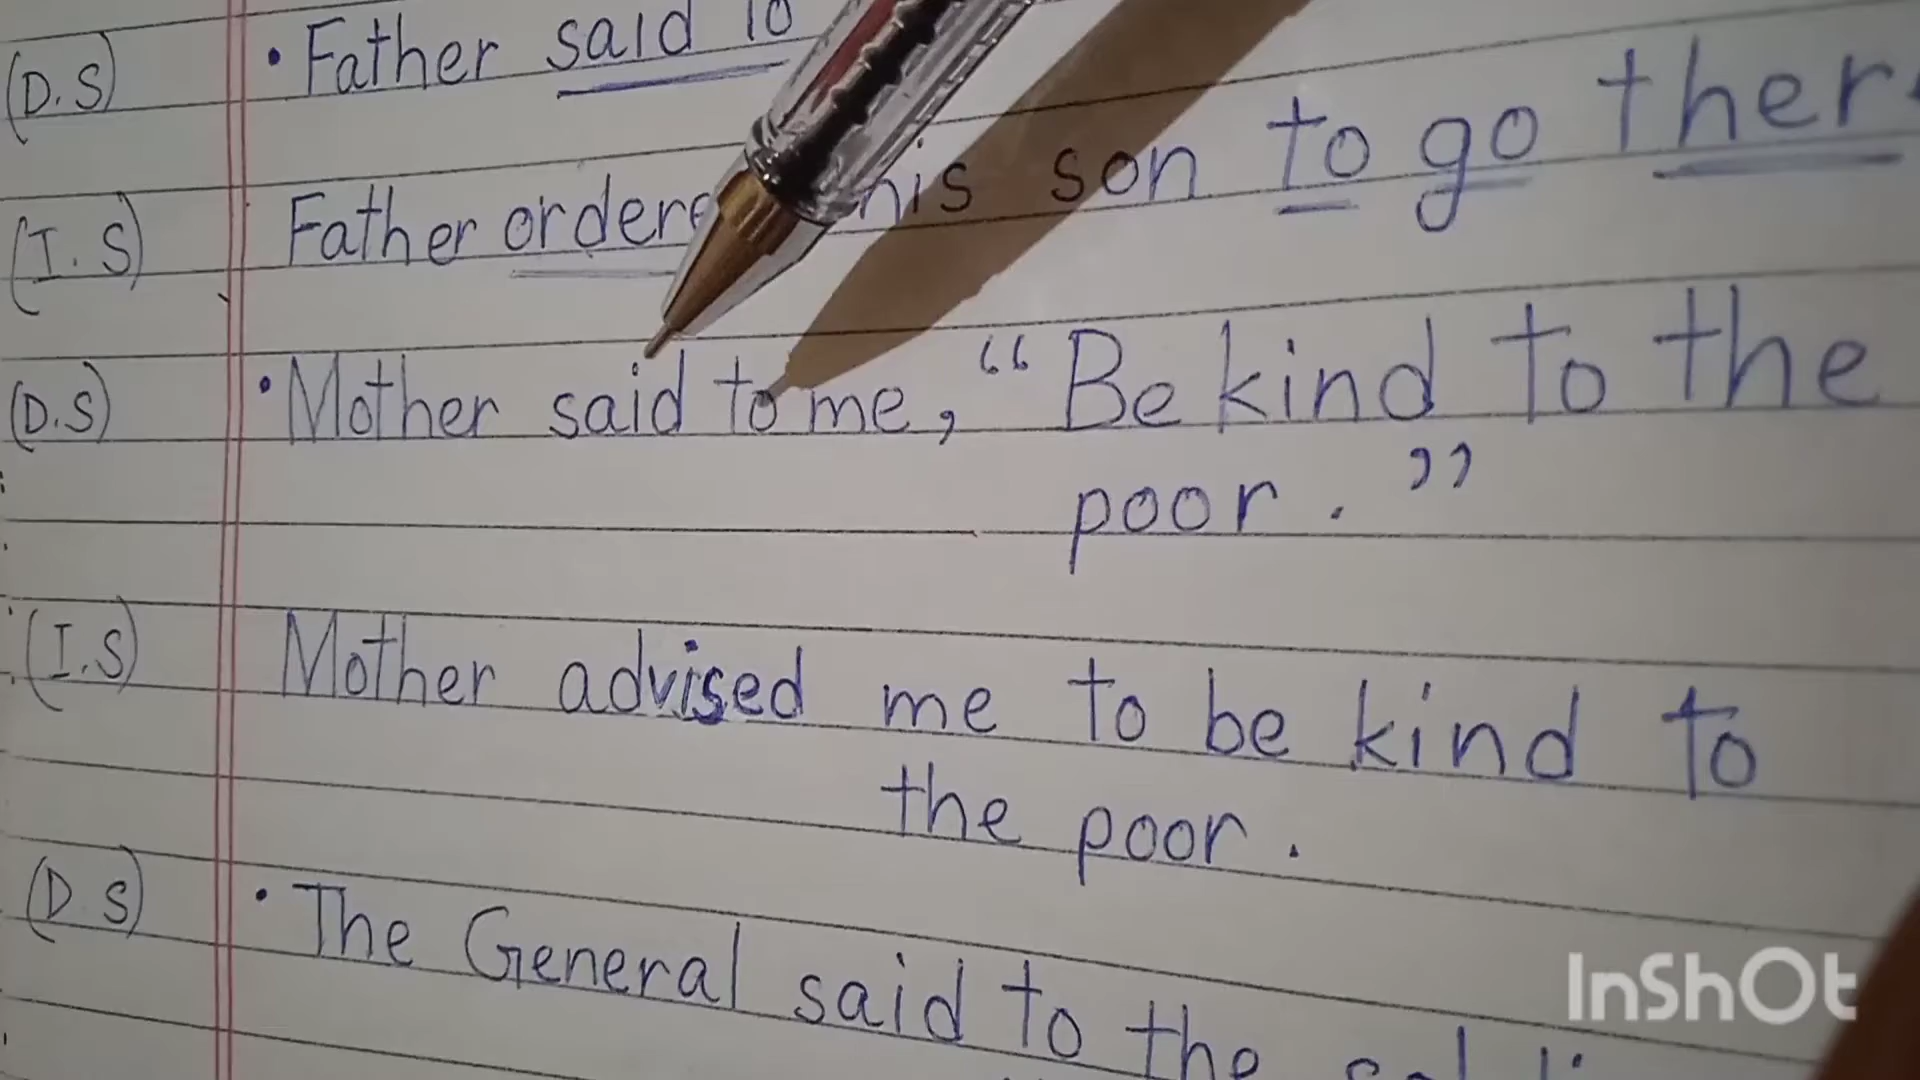 (D.S) • Father said to
(I.S) Father ordere his son to go ther
(D.S) • Mother said to me, “Be kind to the
poor.”
(I.S) Mother advised me to be kind to
the poor.
(D.S) • The General said to the
InShOt